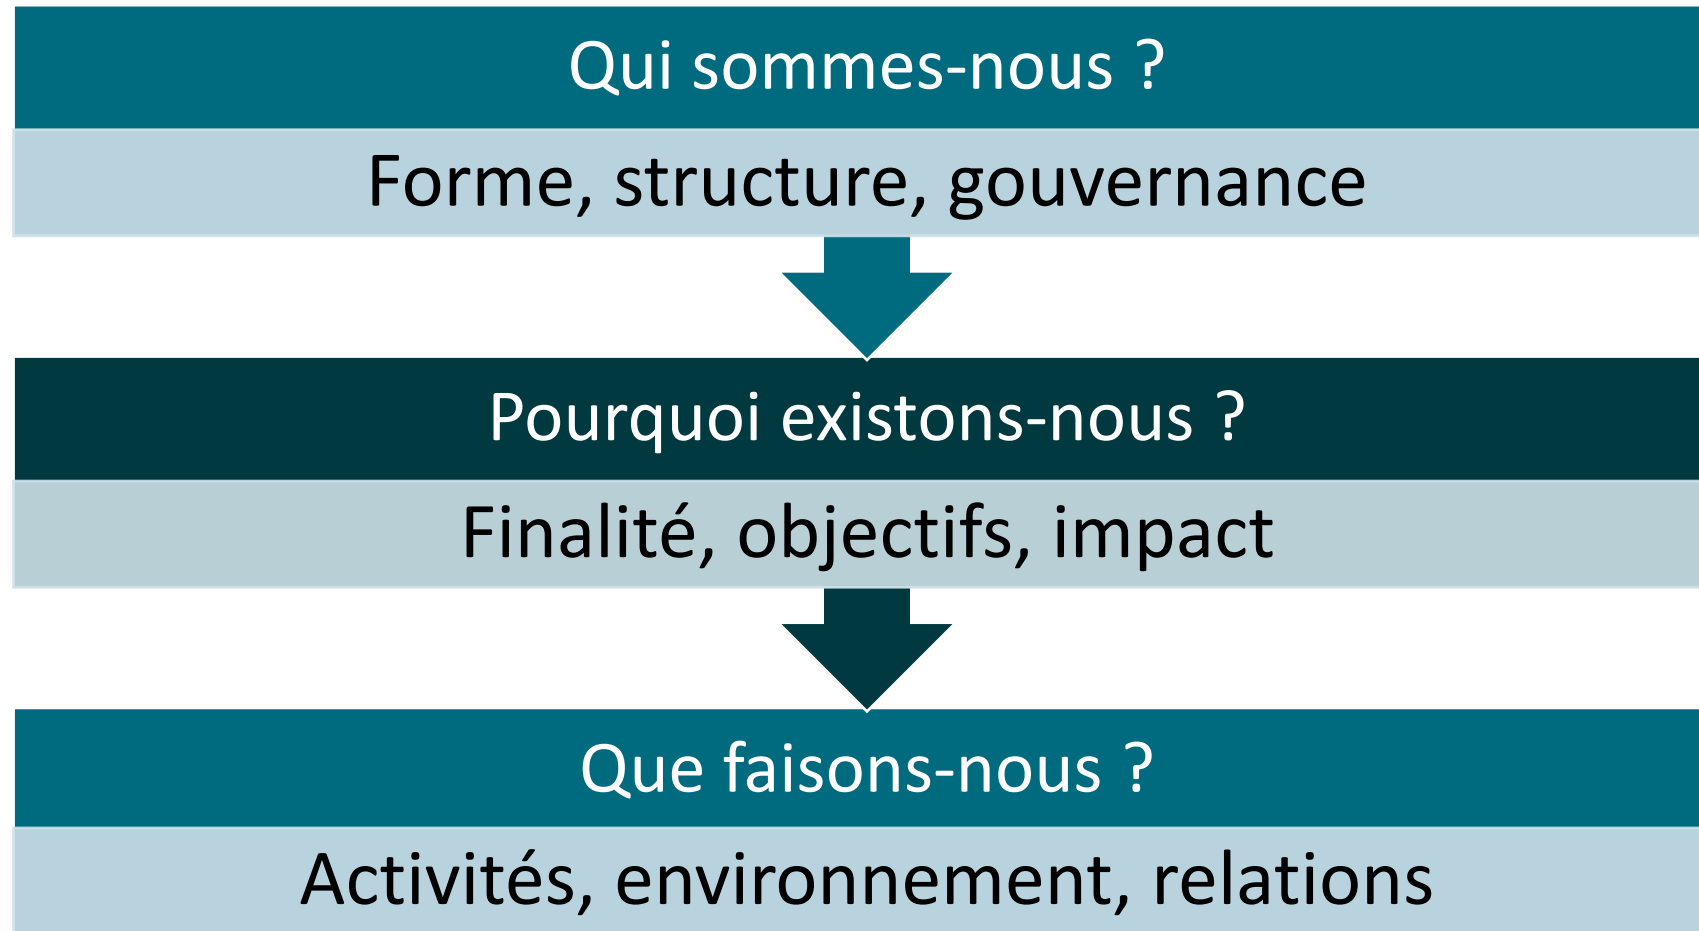 Qui sommes-nous ?
Forme, structure, gouvernance
Pourquoi existons-nous ?
Finalité, objectifs, impact
Que faisons-nous ?
Activités, environnement, relations